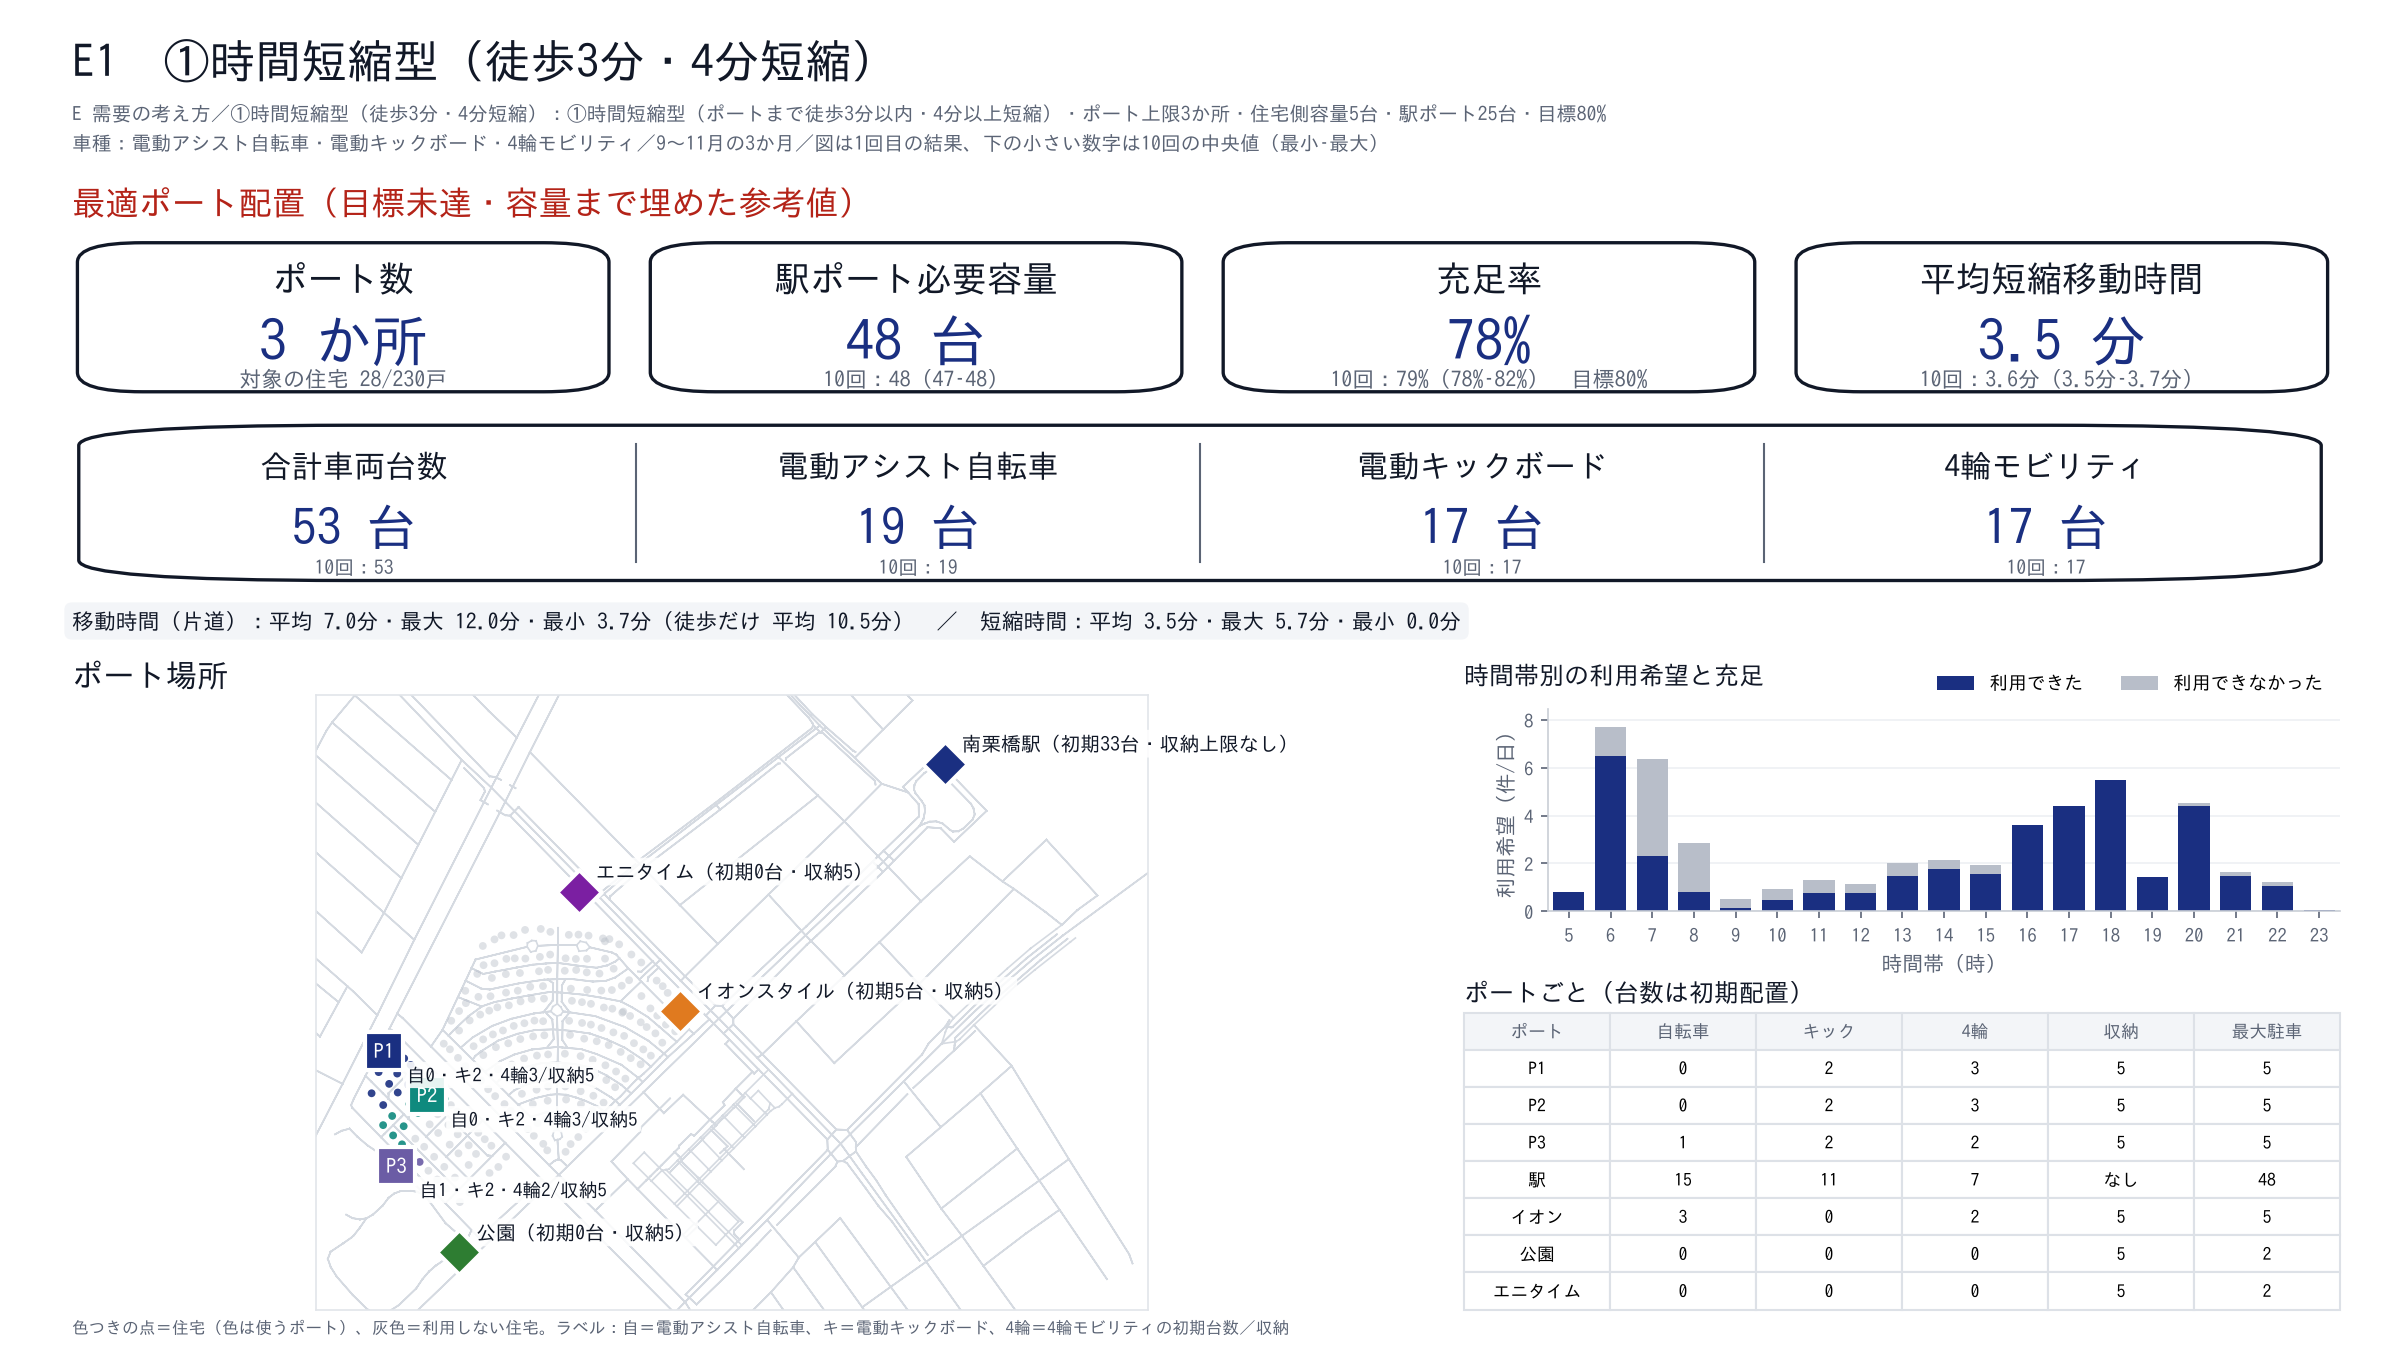 E1 ①時間短縮型（徒歩3分・4分短縮）
E 需要の考え方／①時間短縮型（徒歩3分・4分短縮）：①時間短縮型（ポートまで徒歩3分以内・4分以上短縮）・ポート上限3か所・住宅側容量5台・駅ポート25台・目標80%
車種：電動アシスト自転車・電動キックボード・4輪モビリティ／9〜11月の3か月／図は1回目の結果、下の小さい数字は10回の中央値（最小-最大）
最適ポート配置（目標未達・容量まで埋めた参考値）
ポート数
3 か所
対象の住宅 28/230戸
駅ポート必要容量
48 台
10回：48（47-48）
充足率
78%
10回：79%（78%-82%） 目標80%
平均短縮移動時間
3.5 分
10回：3.6分（3.5分-3.7分）
合計車両台数
53 台
10回：53
電動アシスト自転車
19 台
10回：19
電動キックボード
17 台
10回：17
4輪モビリティ
17 台
10回：17
移動時間（片道）：平均 7.0分・最大 12.0分・最小 3.7分（徒歩だけ 平均 10.5分） ／ 短縮時間：平均 3.5分・最大 5.7分・最小 0.0分
ポート場所
南栗橋駅（初期33台・収納上限なし）
エニタイム（初期0台・収納5）
イオンスタイル（初期5台・収納5）
P1
自0・キ2・4輪3/収納5
P2
自0・キ2・4輪3/収納5
P3
自1・キ2・4輪2/収納5
公園（初期0台・収納5）
色つきの点＝住宅（色は使うポート）、灰色＝利用しない住宅。ラベル：自＝電動アシスト自転車、キ＝電動キックボード、4輪＝4輪モビリティの初期台数／収納
時間帯別の利用希望と充足
利用できた 利用できなかった
利用希望（件/日）
8
6
4
2
0
5 6 7 8 9 10 11 12 13 14 15 16 17 18 19 20 21 22 23
時間帯（時）
ポートごと（台数は初期配置）
ポート 自転車 キック 4輪 収納 最大駐車
P1 0 2 3 5 5
P2 0 2 3 5 5
P3 1 2 2 5 5
駅 15 11 7 なし 48
イオン 3 0 2 5 5
公園 0 0 0 5 2
エニタイム 0 0 0 5 2